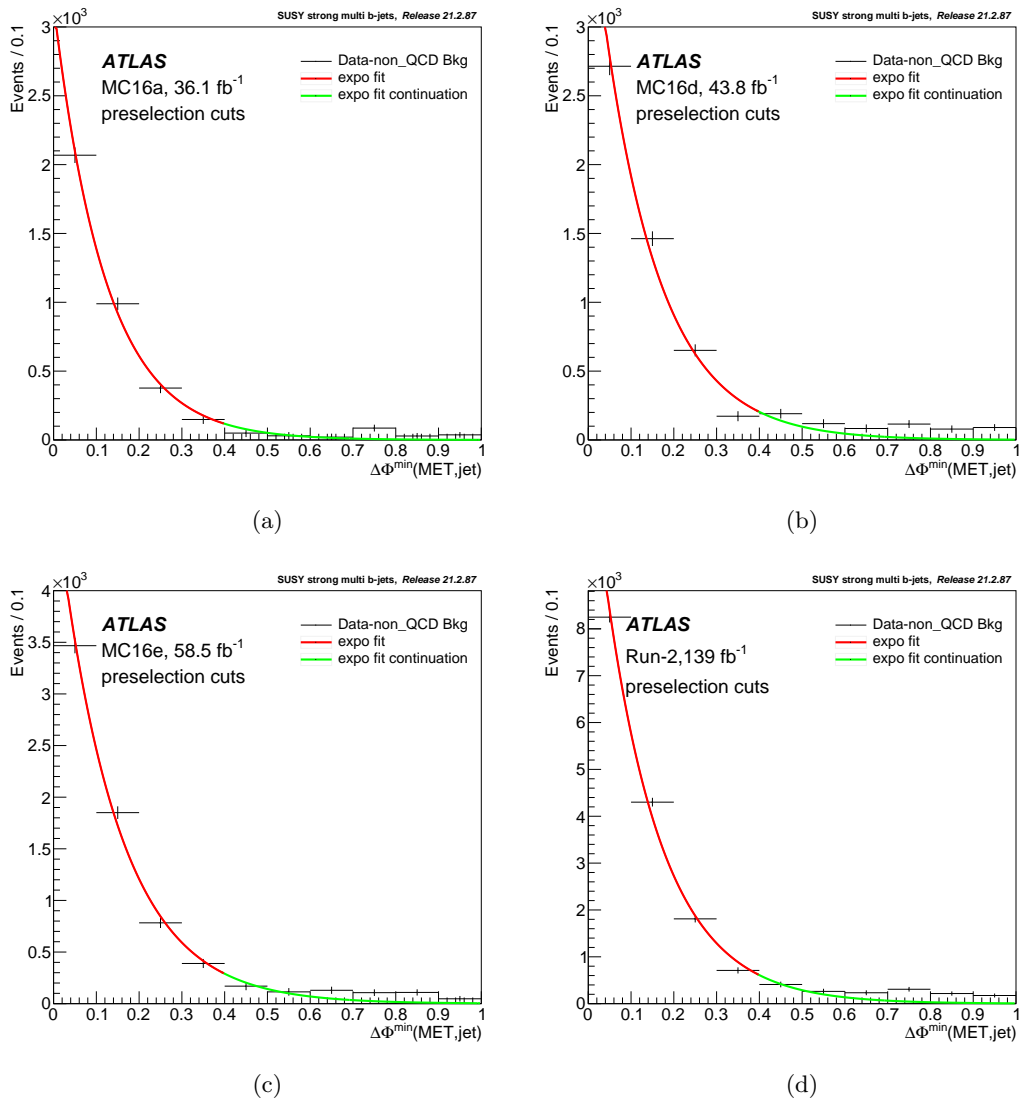 SUSY strong multi b-jets, Release 21.2.87
×10³
Events / 0.1
3
2.5
2
1.5
1
0.5
0
ATLAS
MC16a, 36.1 fb⁻¹
preselection cuts
Data-non_QCD Bkg
expo fit
expo fit continuation
0 0.1 0.2 0.3 0.4 0.5 0.6 0.7 0.8 0.9 1
ΔΦᵐⁱⁿ(MET,jet)
(a)
SUSY strong multi b-jets, Release 21.2.87
×10³
Events / 0.1
3
2.5
2
1.5
1
0.5
0
ATLAS
MC16d, 43.8 fb⁻¹
preselection cuts
Data-non_QCD Bkg
expo fit
expo fit continuation
0 0.1 0.2 0.3 0.4 0.5 0.6 0.7 0.8 0.9 1
ΔΦᵐⁱⁿ(MET,jet)
(b)
SUSY strong multi b-jets, Release 21.2.87
×10³
Events / 0.1
4
3.5
3
2.5
2
1.5
1
0.5
0
ATLAS
MC16e, 58.5 fb⁻¹
preselection cuts
Data-non_QCD Bkg
expo fit
expo fit continuation
0 0.1 0.2 0.3 0.4 0.5 0.6 0.7 0.8 0.9 1
ΔΦᵐⁱⁿ(MET,jet)
(c)
SUSY strong multi b-jets, Release 21.2.87
×10³
Events / 0.1
8
7
6
5
4
3
2
1
0
ATLAS
Run-2,139 fb⁻¹
preselection cuts
Data-non_QCD Bkg
expo fit
expo fit continuation
0 0.1 0.2 0.3 0.4 0.5 0.6 0.7 0.8 0.9 1
ΔΦᵐⁱⁿ(MET,jet)
(d)